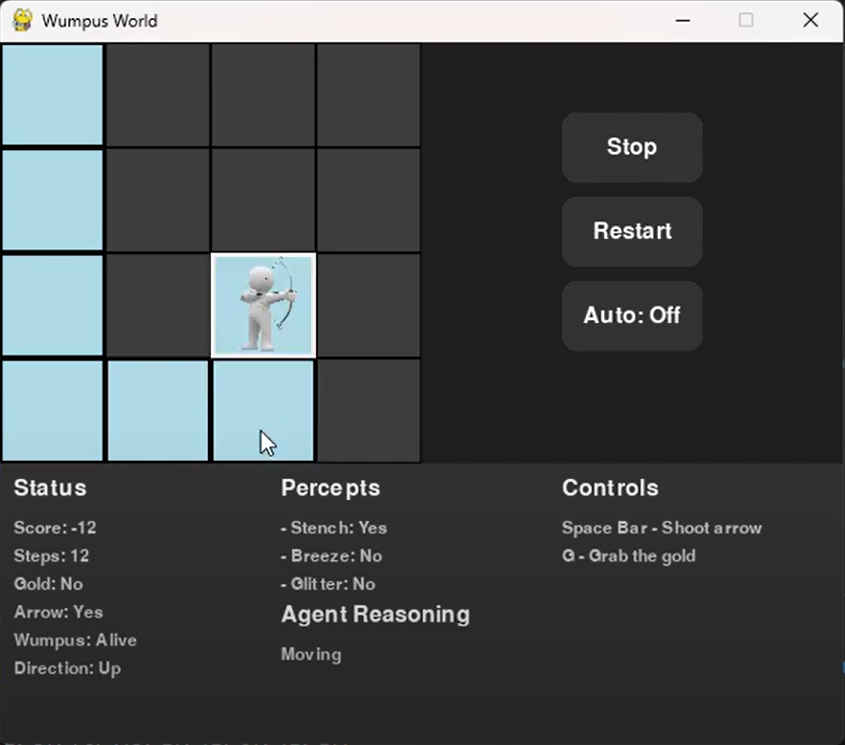 Wumpus World
Stop
Restart
Auto: Off
Status
Score: -12
Steps: 12
Gold: No
Arrow: Yes
Wumpus: Alive
Direction: Up
Percepts
- Stench: Yes
- Breeze: No
- Glitter: No
Agent Reasoning
Moving
Controls
Space Bar - Shoot arrow
G - Grab the gold